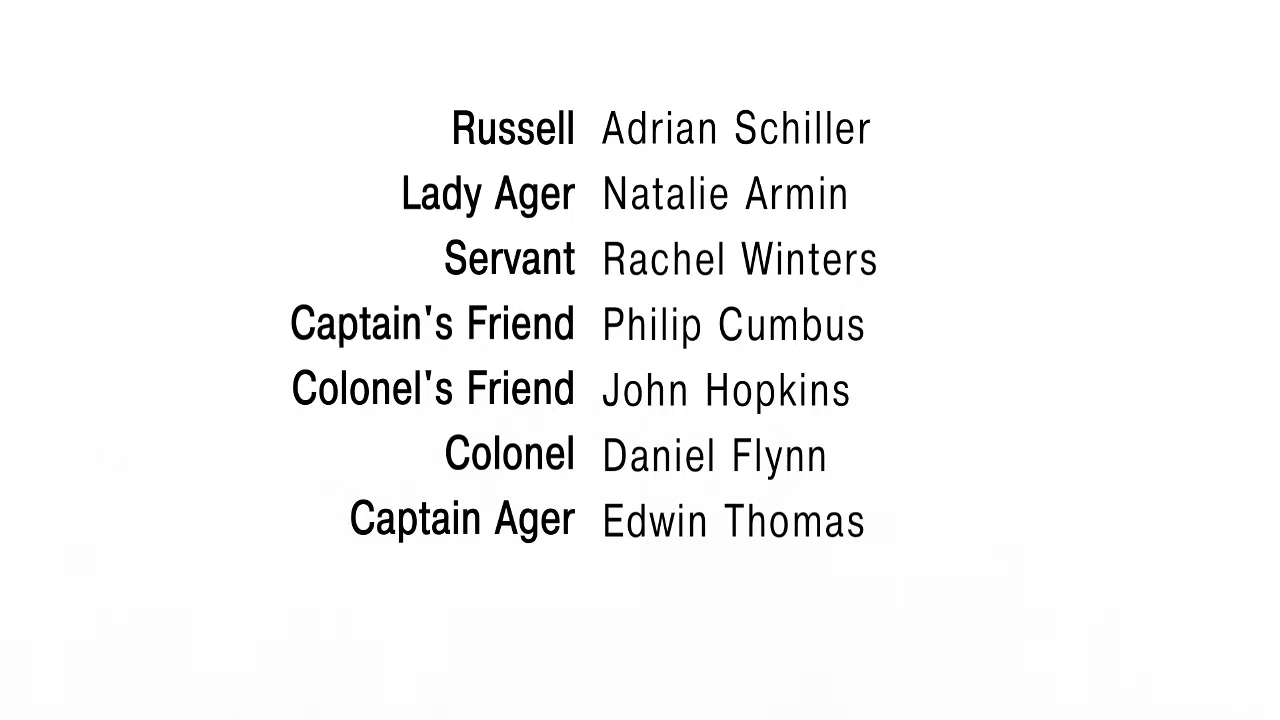 Russell Adrian Schiller
Lady Ager Natalie Armin
Servant Rachel Winters
Captain's Friend Philip Cumbus
Colonel's Friend John Hopkins
Colonel Daniel Flynn
Captain Ager Edwin Thomas